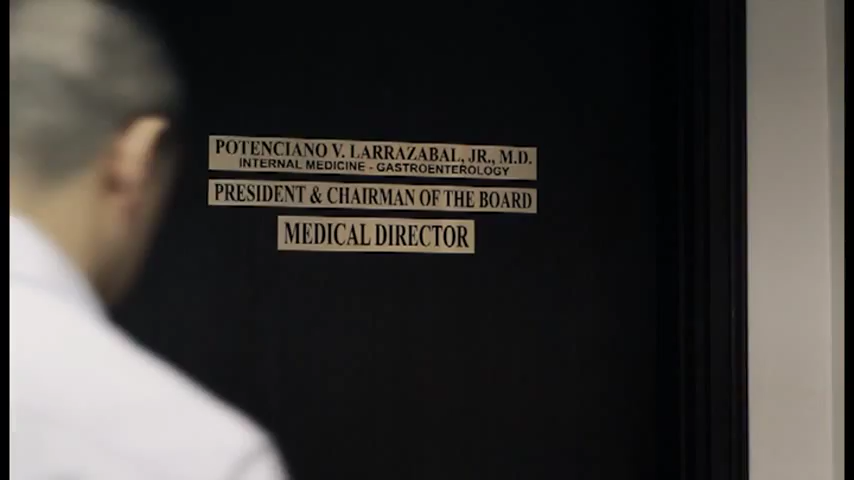 POTENCIANO V. LARRAZABAL, JR., M.D.
INTERNAL MEDICINE - GASTROENTEROLOGY
PRESIDENT & CHAIRMAN OF THE BOARD
MEDICAL DIRECTOR